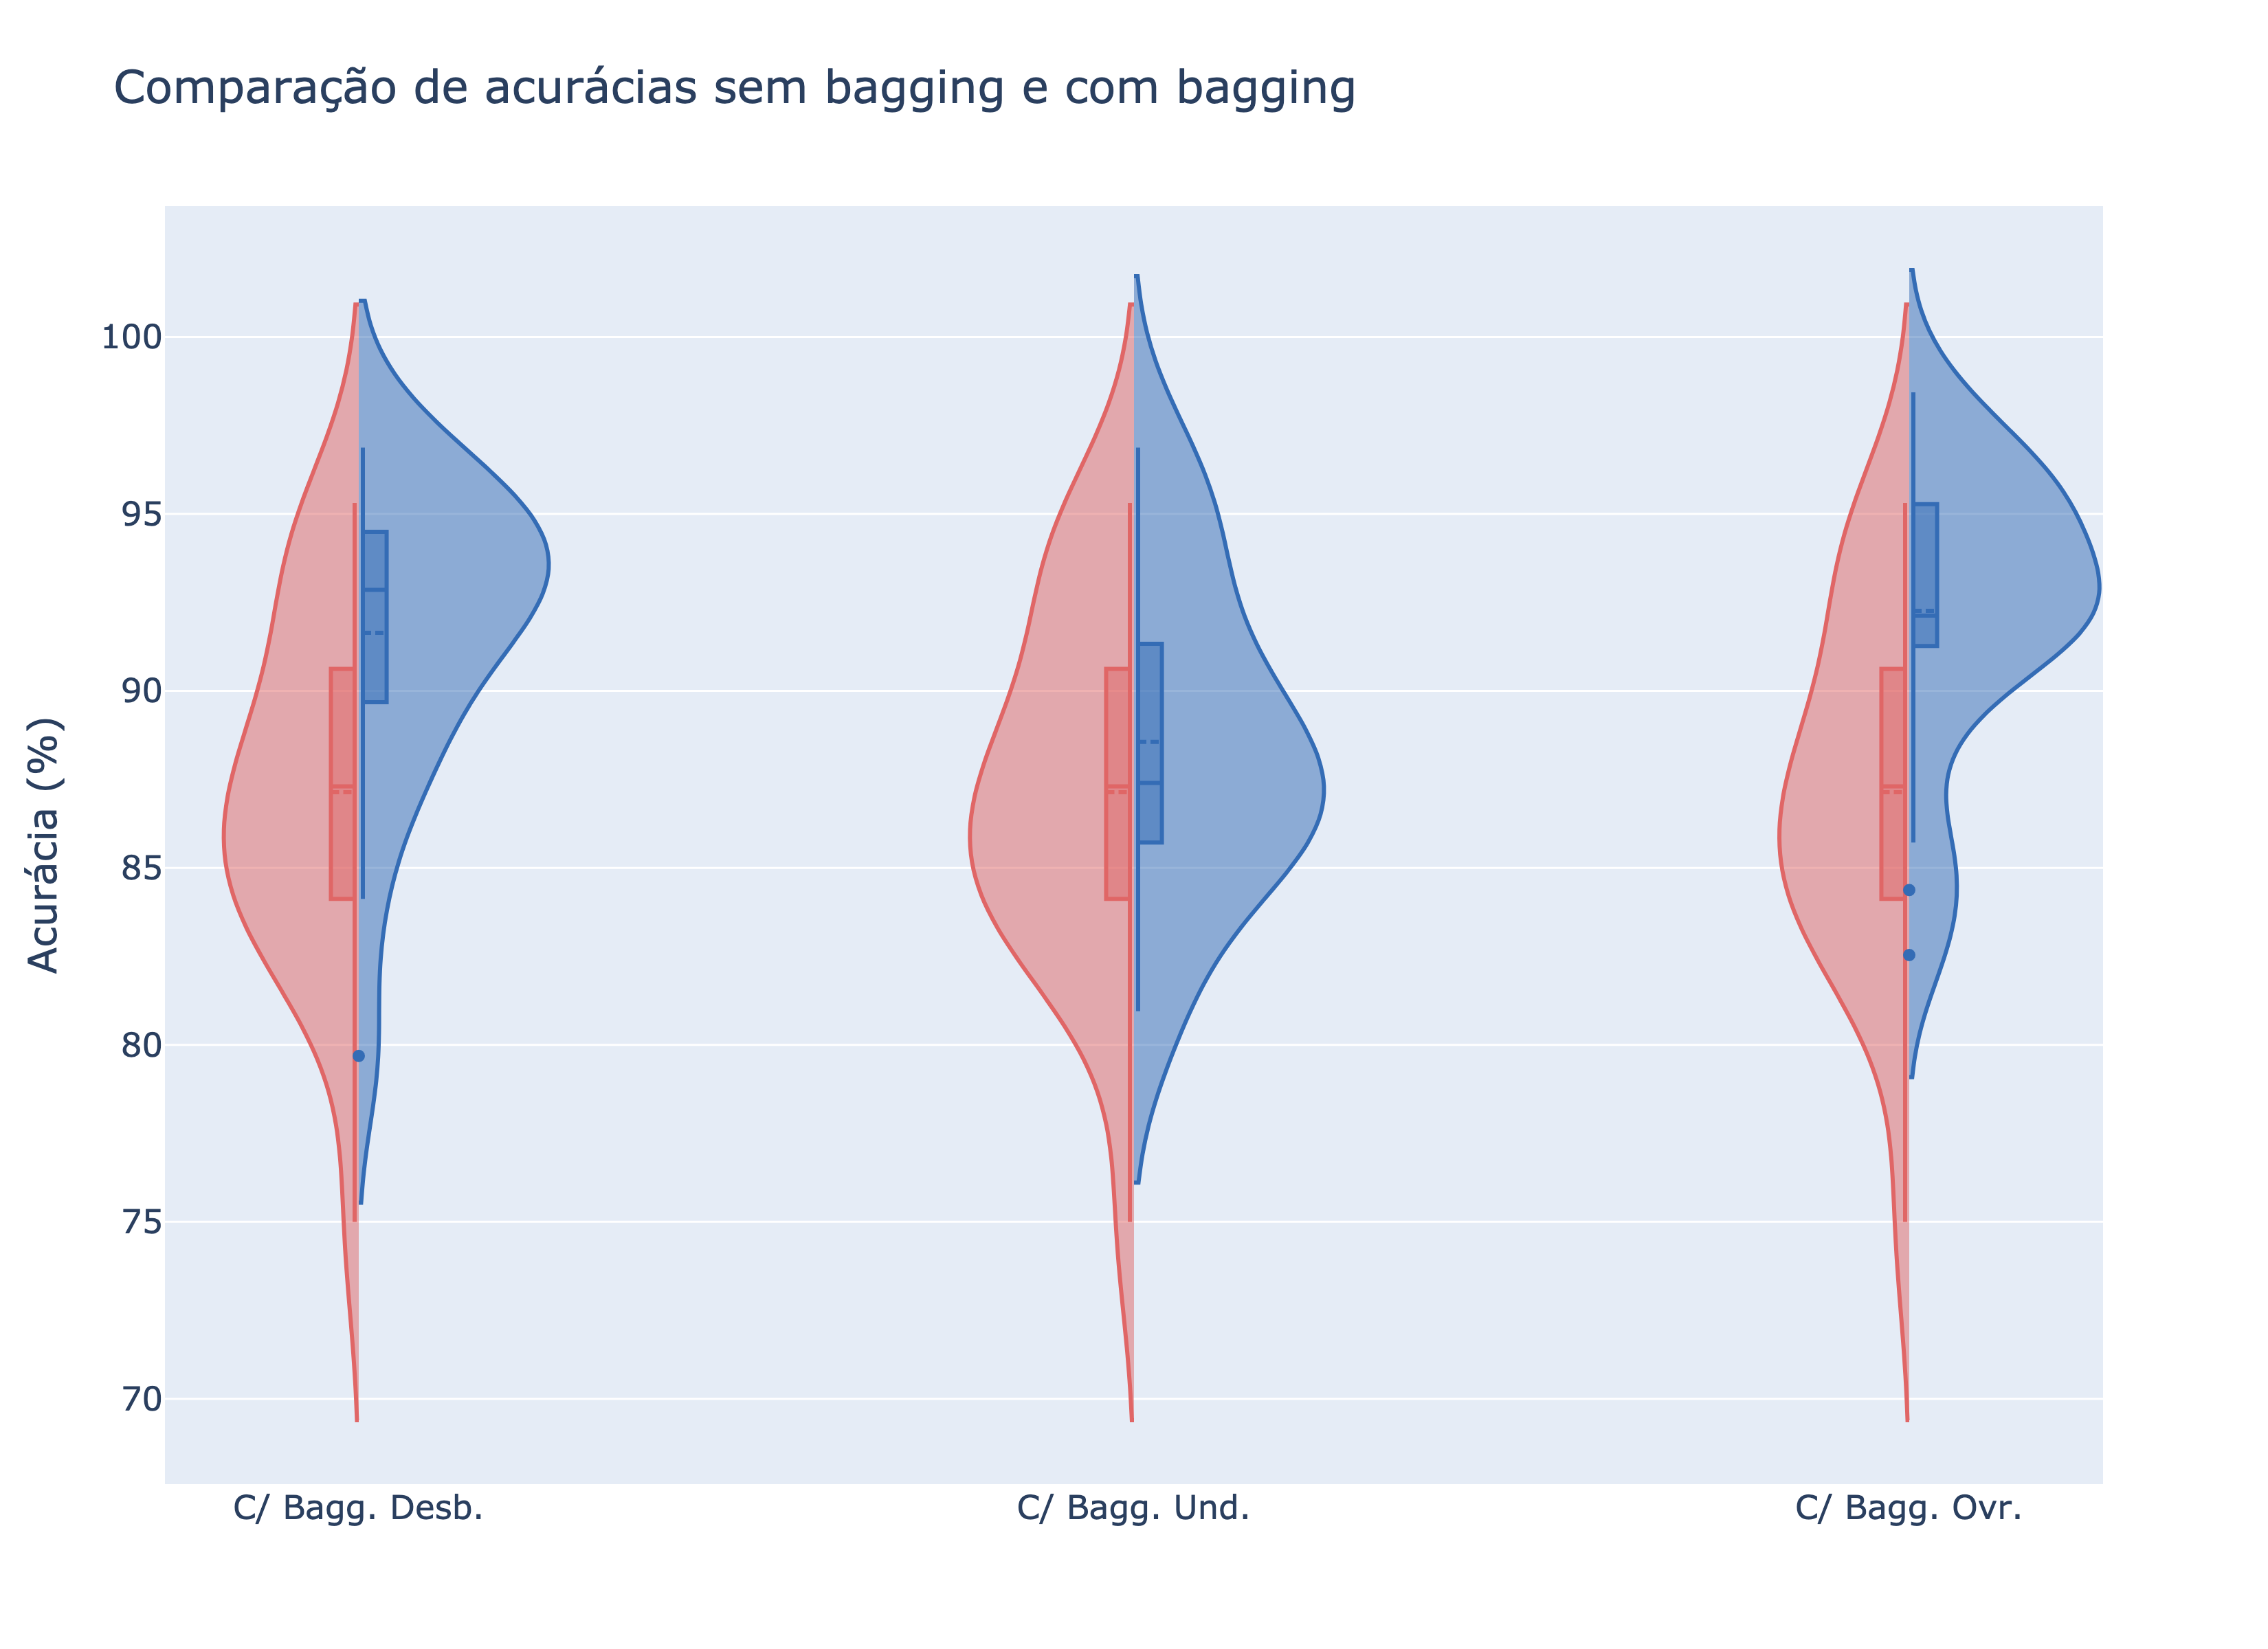 Comparação de acurácias sem bagging e com bagging
Acurácia (%)
100
95
90
85
80
75
70
C/ Bagg. Desb.
C/ Bagg. Und.
C/ Bagg. Ovr.